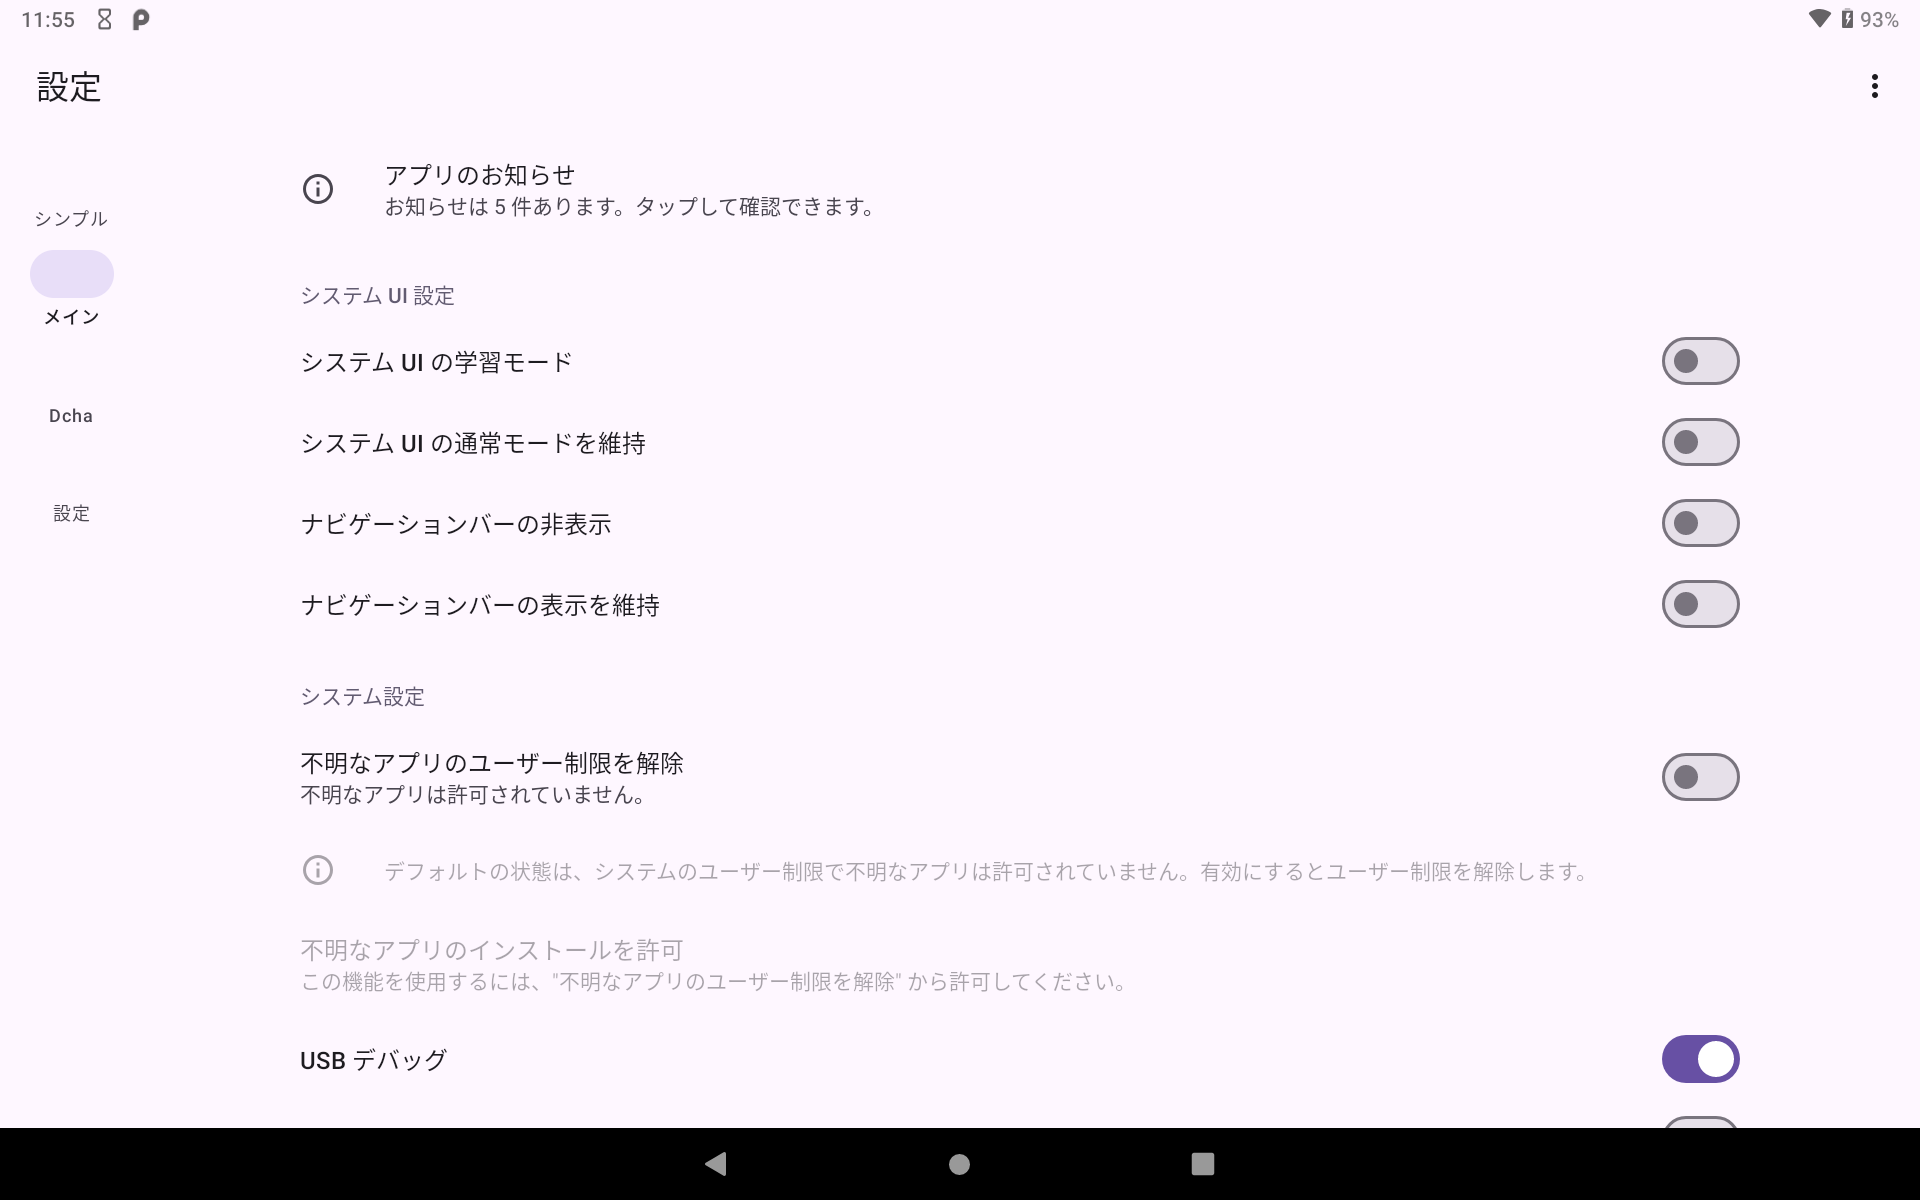 11:55
93%
設定
シンプル
メイン
Dcha
設定
アプリのお知らせ
お知らせは 5 件あります。タップして確認できます。
システム UI 設定
システム UI の学習モード
システム UI の通常モードを維持
ナビゲーションバーの非表示
ナビゲーションバーの表示を維持
システム設定
不明なアプリのユーザー制限を解除
不明なアプリは許可されていません。
デフォルトの状態は、システムのユーザー制限で不明なアプリは許可されていません。有効にするとユーザー制限を解除します。
不明なアプリのインストールを許可
この機能を使用するには、"不明なアプリのユーザー制限を解除" から許可してください。
USB デバッグ